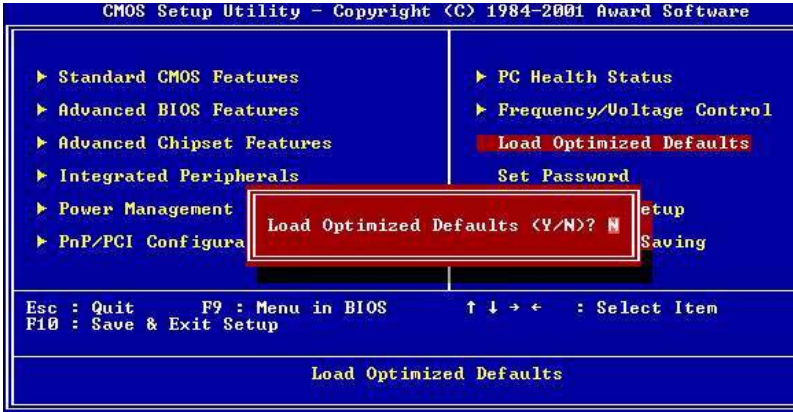 CMOS Setup Utility - Copyright (C) 1984-2001 Award Software
► Standard CMOS Features
► Advanced BIOS Features
► Advanced Chipset Features
► Integrated Peripherals
► Power Management
► PnP/PCI Configura
► PC Health Status
► Frequency/Voltage Control
Load Optimized Defaults
Set Password
etup
Saving
Load Optimized Defaults (Y/N)? N
Esc : Quit F9 : Menu in BIOS ↑ ↓ → ← : Select Item
F10 : Save & Exit Setup
Load Optimized Defaults